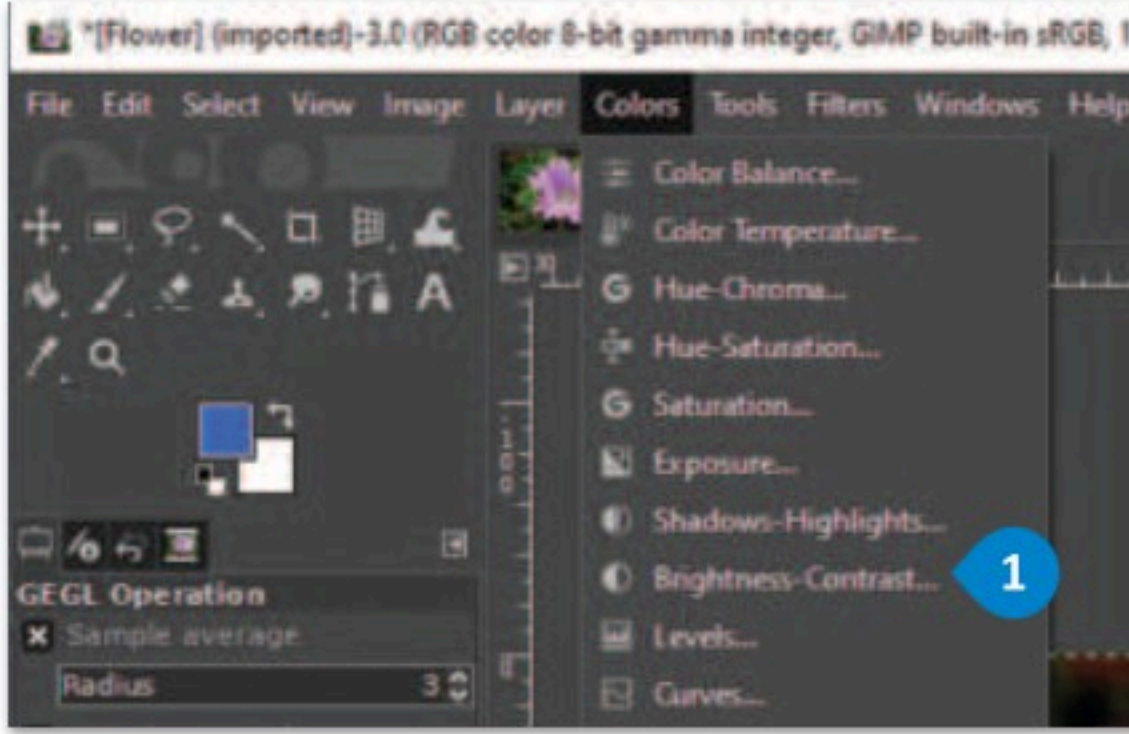 *[Flower] (imported)-3.0 (RGB color 8-bit gamma integer, GIMP built-in sRGB, 1
File Edit Select View Image Layer Colors Tools Filters Windows Help
Color Balance...
Color Temperature...
Hue-Chroma...
Hue-Saturation...
Saturation...
Exposure...
Shadows-Highlights...
Brightness-Contrast... 1
Levels...
Curves...
GEGL Operation
Sample average
Radius 3